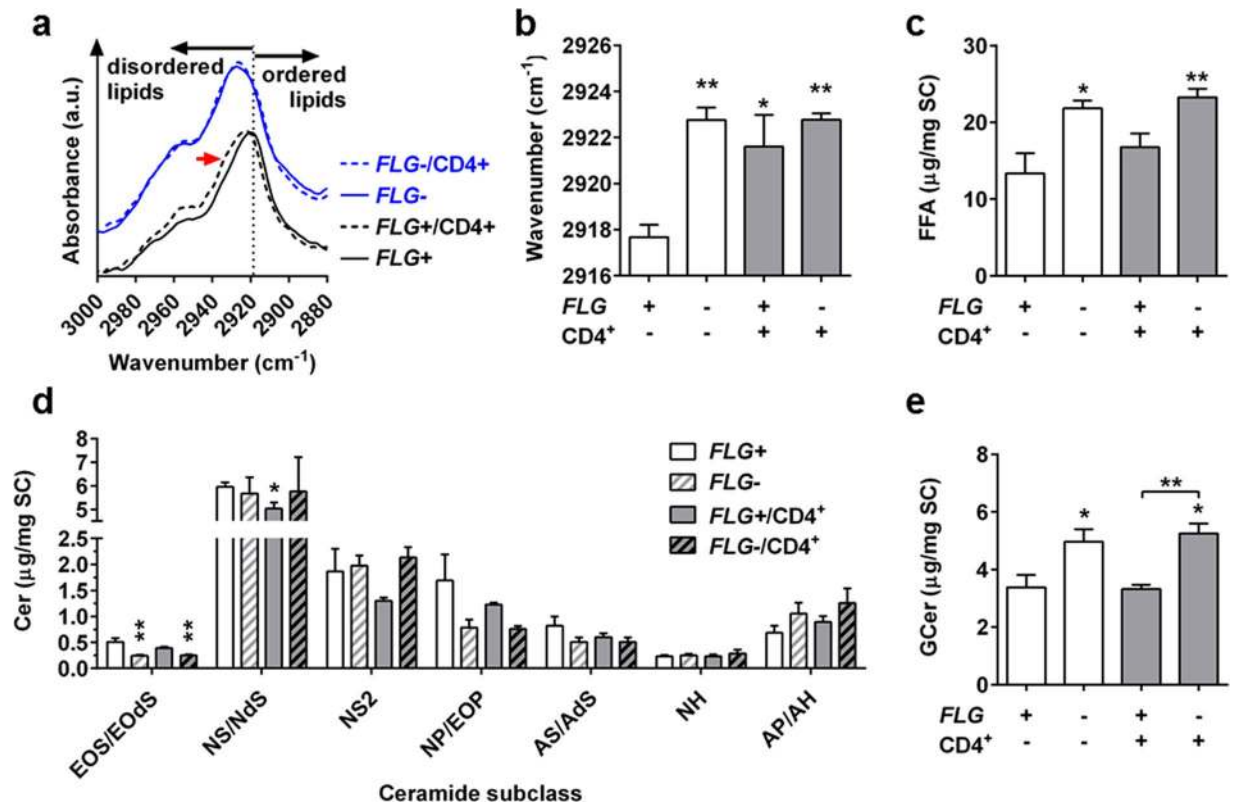 a
disordered lipids
ordered lipids
Absorbance (a.u.)
3000 2980 2960 2940 2920 2900 2880
Wavenumber (cm-1)
FLG-/CD4+
FLG-
FLG+/CD4+
FLG+
b
Wavenumber (cm-1)
2926
2924
2922
2920
2918
2916
** * **
FLG + - + -
CD4+ - - + +
c
FFA (µg/mg SC)
30
20
10
0
* **
FLG + - + -
CD4+ - - + +
d
Cer (µg/mg SC)
8
7
6
5
2.5
2.0
1.5
1.0
0.5
0.0
** ** *
FLG+
FLG-
FLG+/CD4+
FLG-/CD4+
EOS/EOdS NS/NdS NS2 NP/EOP AS/AdS NH AP/AH
Ceramide subclass
e
GCer (µg/mg SC)
8
6
4
2
0
* ** *
FLG + - + -
CD4+ - - + +